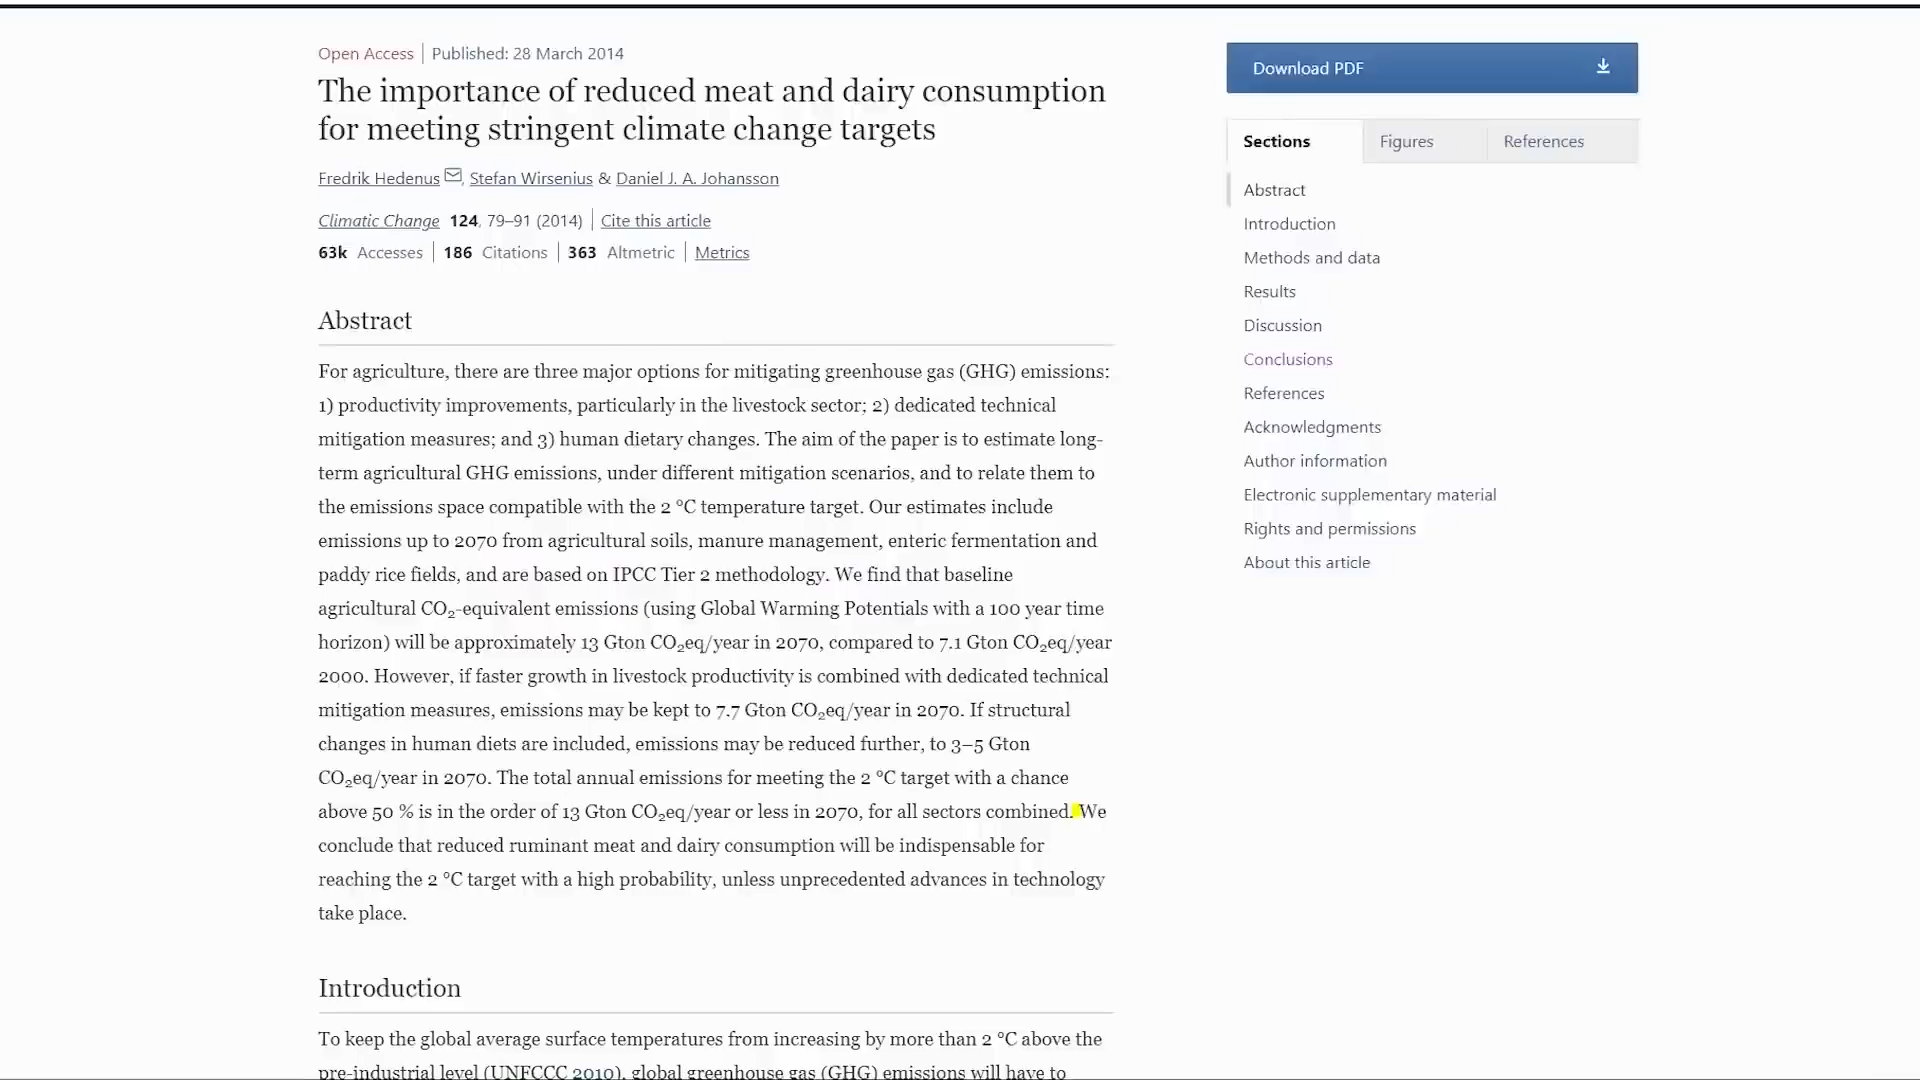 Open Access | Published: 28 March 2014
The importance of reduced meat and dairy consumption
for meeting stringent climate change targets
Fredrik Hedenus, Stefan Wirsenius & Daniel J. A. Johansson
Climatic Change 124, 79–91 (2014) | Cite this article
63k Accesses | 186 Citations | 363 Altmetric | Metrics
Abstract
For agriculture, there are three major options for mitigating greenhouse gas (GHG) emissions:
1) productivity improvements, particularly in the livestock sector; 2) dedicated technical
mitigation measures; and 3) human dietary changes. The aim of the paper is to estimate long-
term agricultural GHG emissions, under different mitigation scenarios, and to relate them to
the emissions space compatible with the 2 °C temperature target. Our estimates include
emissions up to 2070 from agricultural soils, manure management, enteric fermentation and
paddy rice fields, and are based on IPCC Tier 2 methodology. We find that baseline
agricultural CO₂-equivalent emissions (using Global Warming Potentials with a 100 year time
horizon) will be approximately 13 Gton CO₂eq/year in 2070, compared to 7.1 Gton CO₂eq/year
2000. However, if faster growth in livestock productivity is combined with dedicated technical
mitigation measures, emissions may be kept to 7.7 Gton CO₂eq/year in 2070. If structural
changes in human diets are included, emissions may be reduced further, to 3–5 Gton
CO₂eq/year in 2070. The total annual emissions for meeting the 2 °C target with a chance
above 50 % is in the order of 13 Gton CO₂eq/year or less in 2070, for all sectors combined. We
conclude that reduced ruminant meat and dairy consumption will be indispensable for
reaching the 2 °C target with a high probability, unless unprecedented advances in technology
take place.
Introduction
To keep the global average surface temperatures from increasing by more than 2 °C above the
pre-industrial level (UNFCCC 2010), global greenhouse gas (GHG) emissions will have to
Download PDF
Sections Figures References
Abstract
Introduction
Methods and data
Results
Discussion
Conclusions
References
Acknowledgments
Author information
Electronic supplementary material
Rights and permissions
About this article